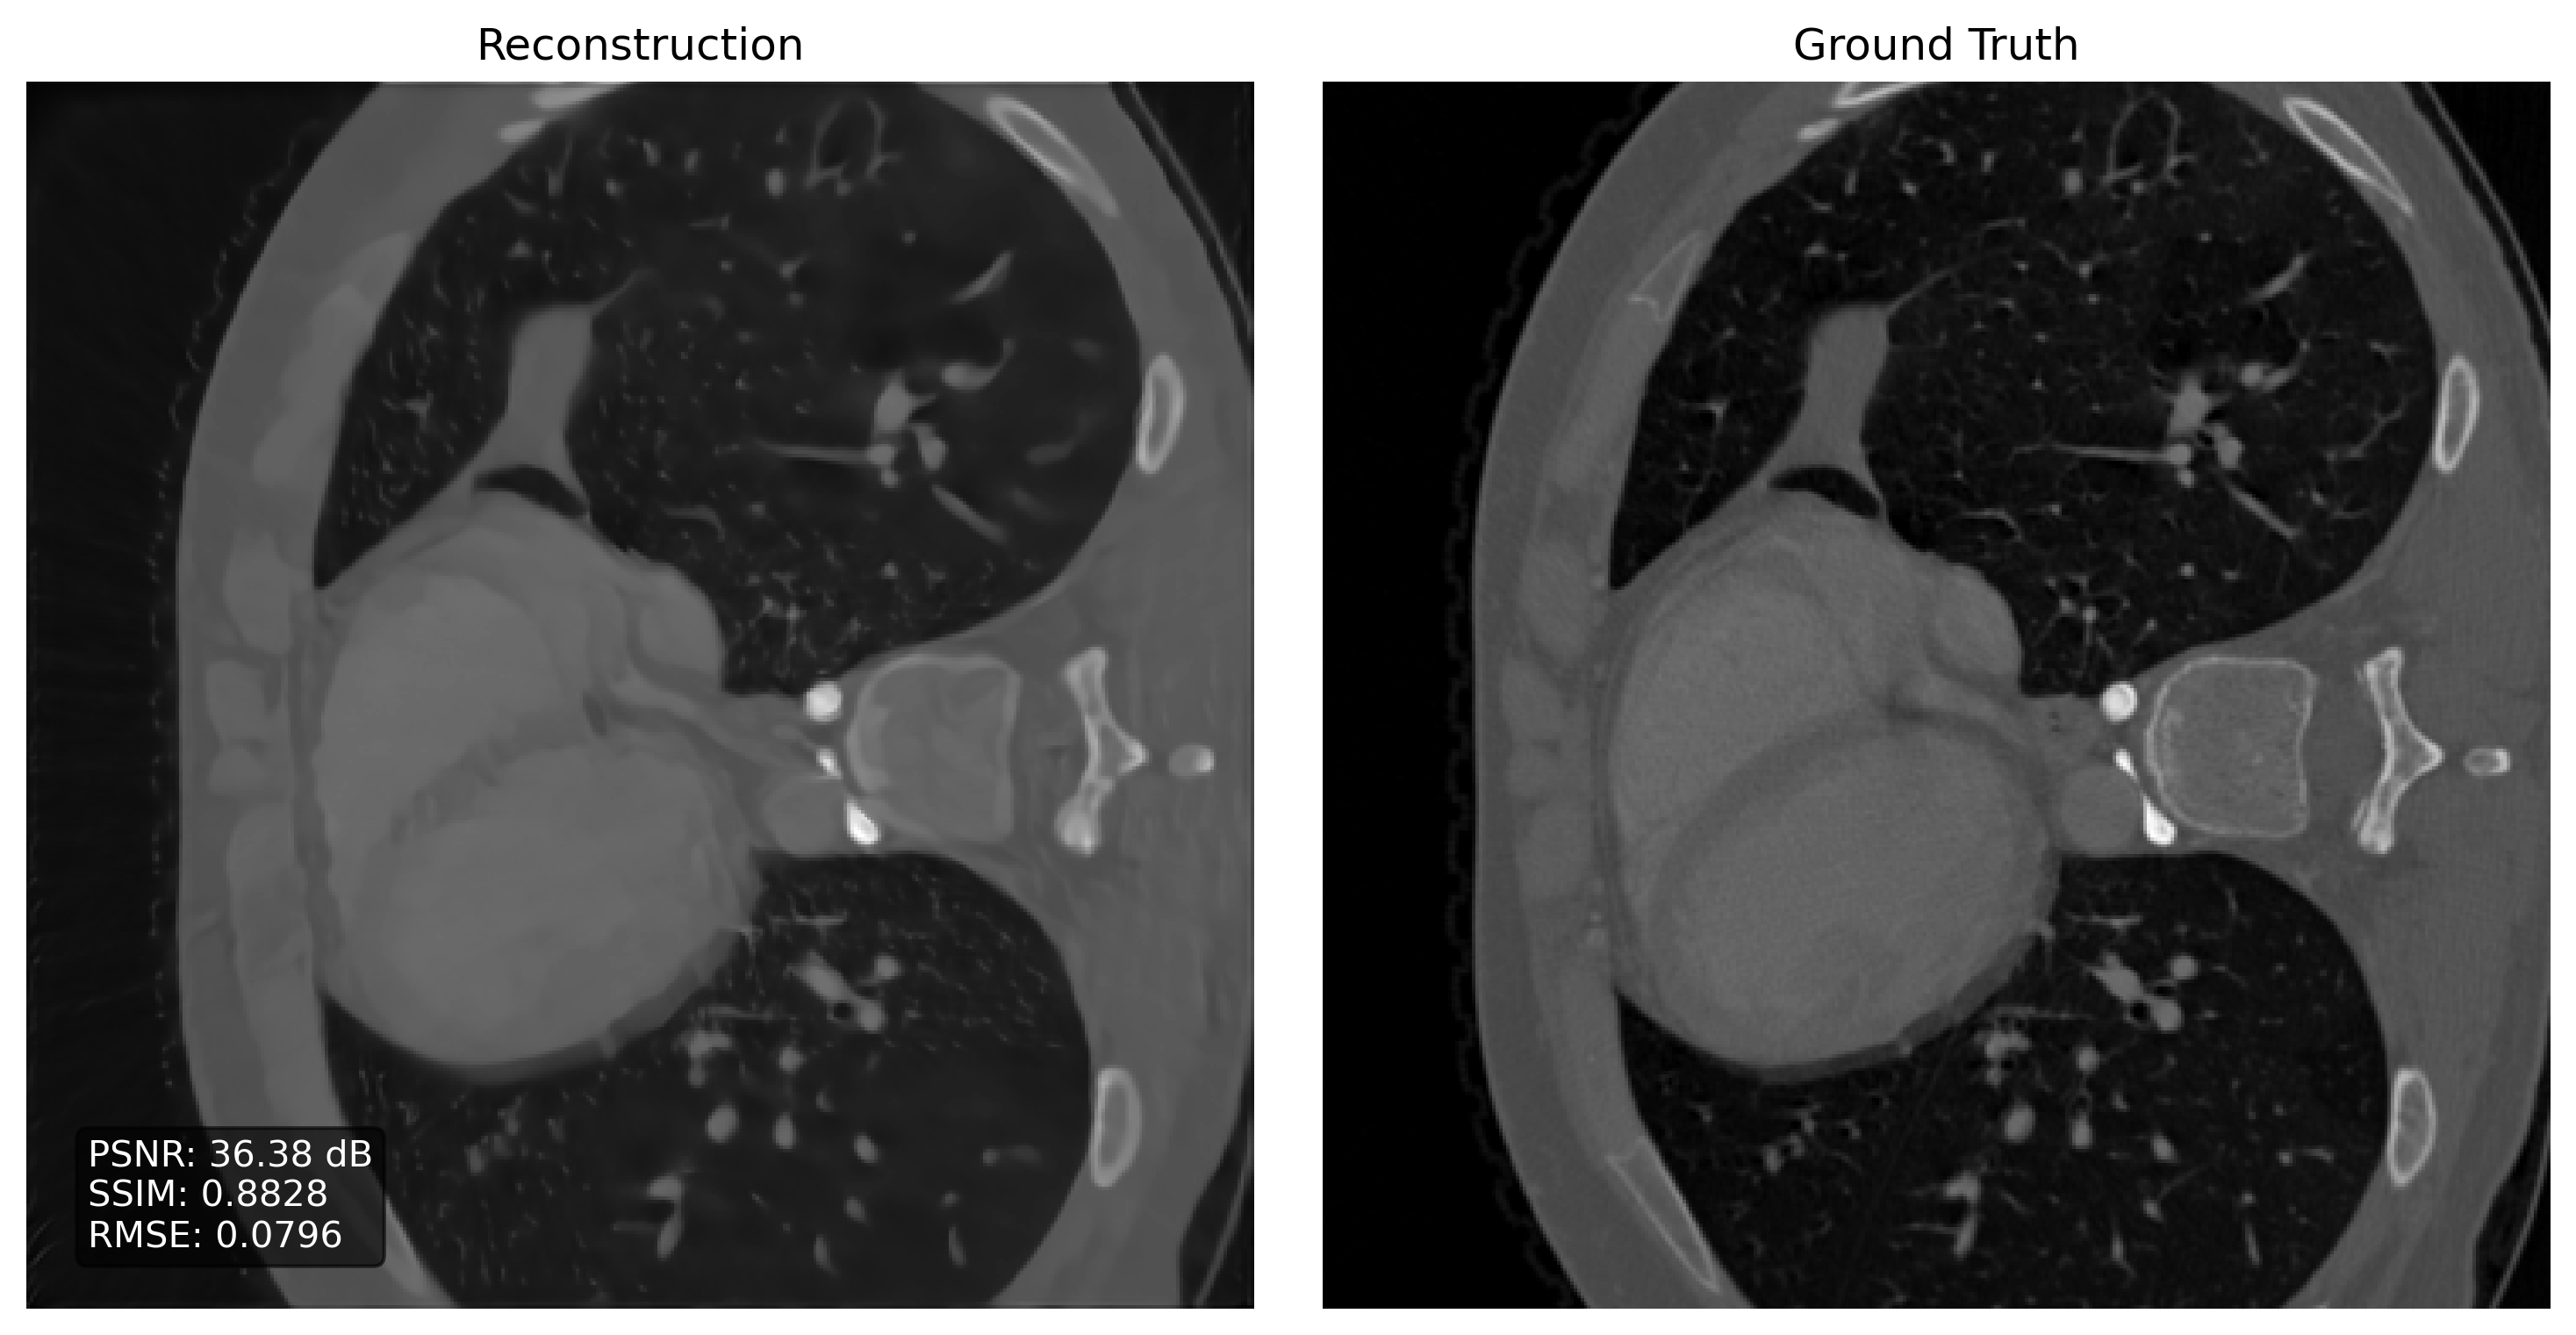 Reconstruction
Ground Truth
PSNR: 36.38 dB
SSIM: 0.8828
RMSE: 0.0796